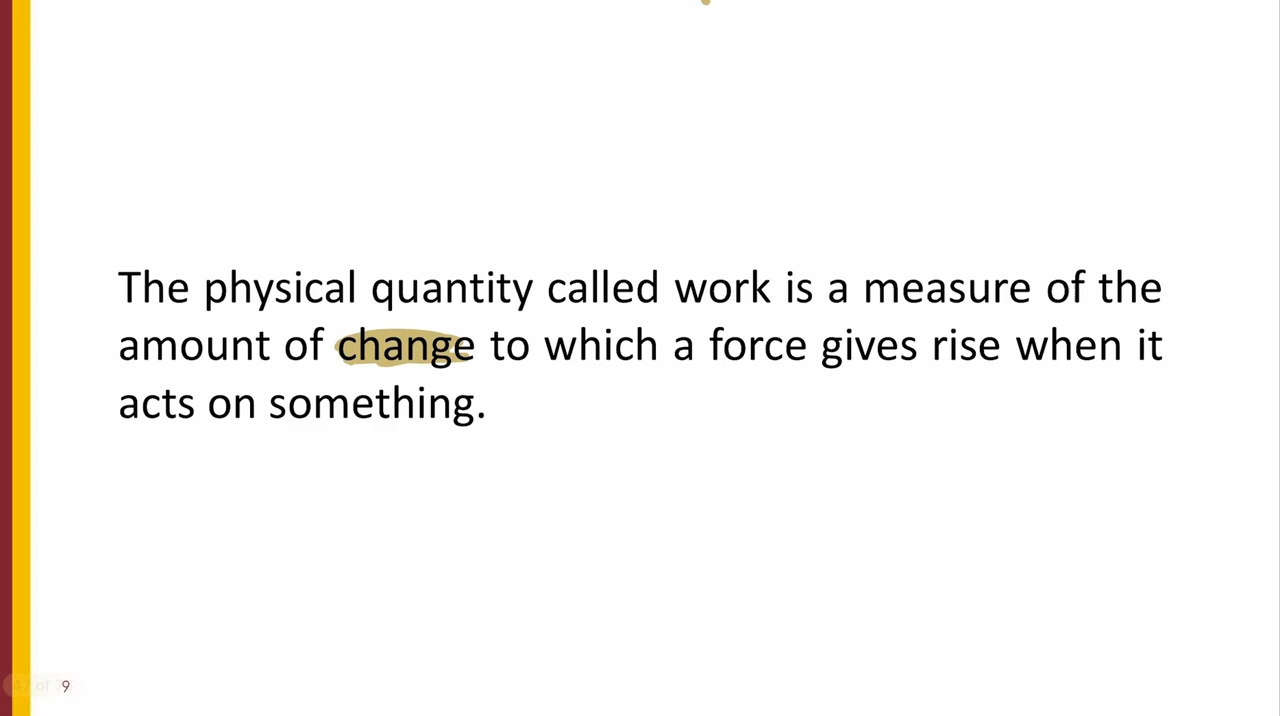 The physical quantity called work is a measure of the
amount of change to which a force gives rise when it
acts on something.
9